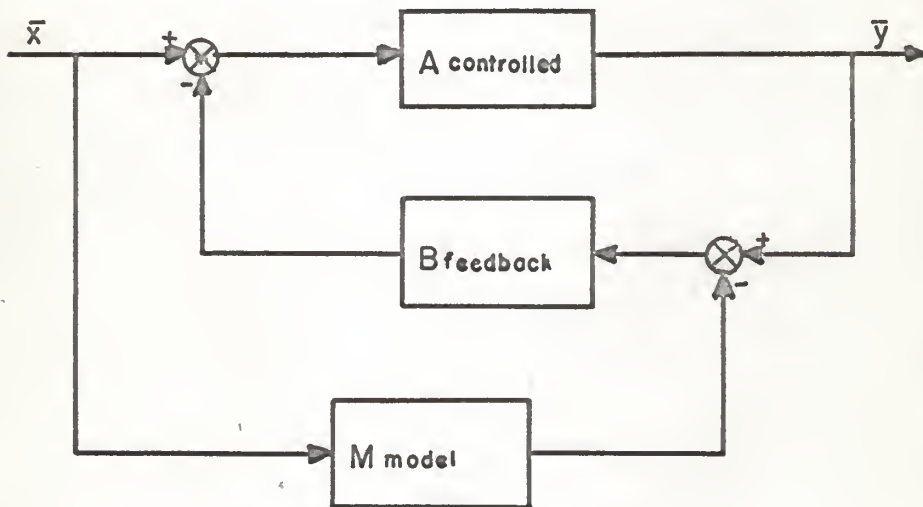 x̄ ȳ
+
A controlled
-
+
B feedback
-
M model